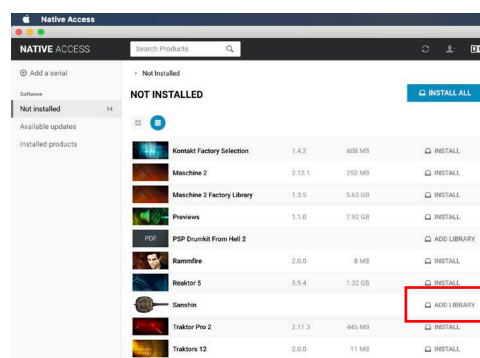 Native Access
NATIVE ACCESS
Search Products
Add a serial
Software
Not installed 14
Available updates
Installed products
› Not Installed
NOT INSTALLED
INSTALL ALL
Kontakt Factory Selection 1.4.2 608 MB INSTALL
Maschine 2 2.12.1 252 MB INSTALL
Maschine 2 Factory Library 1.3.5 5.63 GB INSTALL
Previews 1.1.0 7.92 GB INSTALL
PDF PSP Drumkit From Hell 2 ADD LIBRARY
Rammfire 2.0.0 8 MB INSTALL
Reaktor 5 5.9.4 1.32 GB INSTALL
Sanshin ADD LIBRARY
Traktor Pro 2 2.11.3 445 MB INSTALL
Traktors 12 2.0.0 11 MB INSTALL